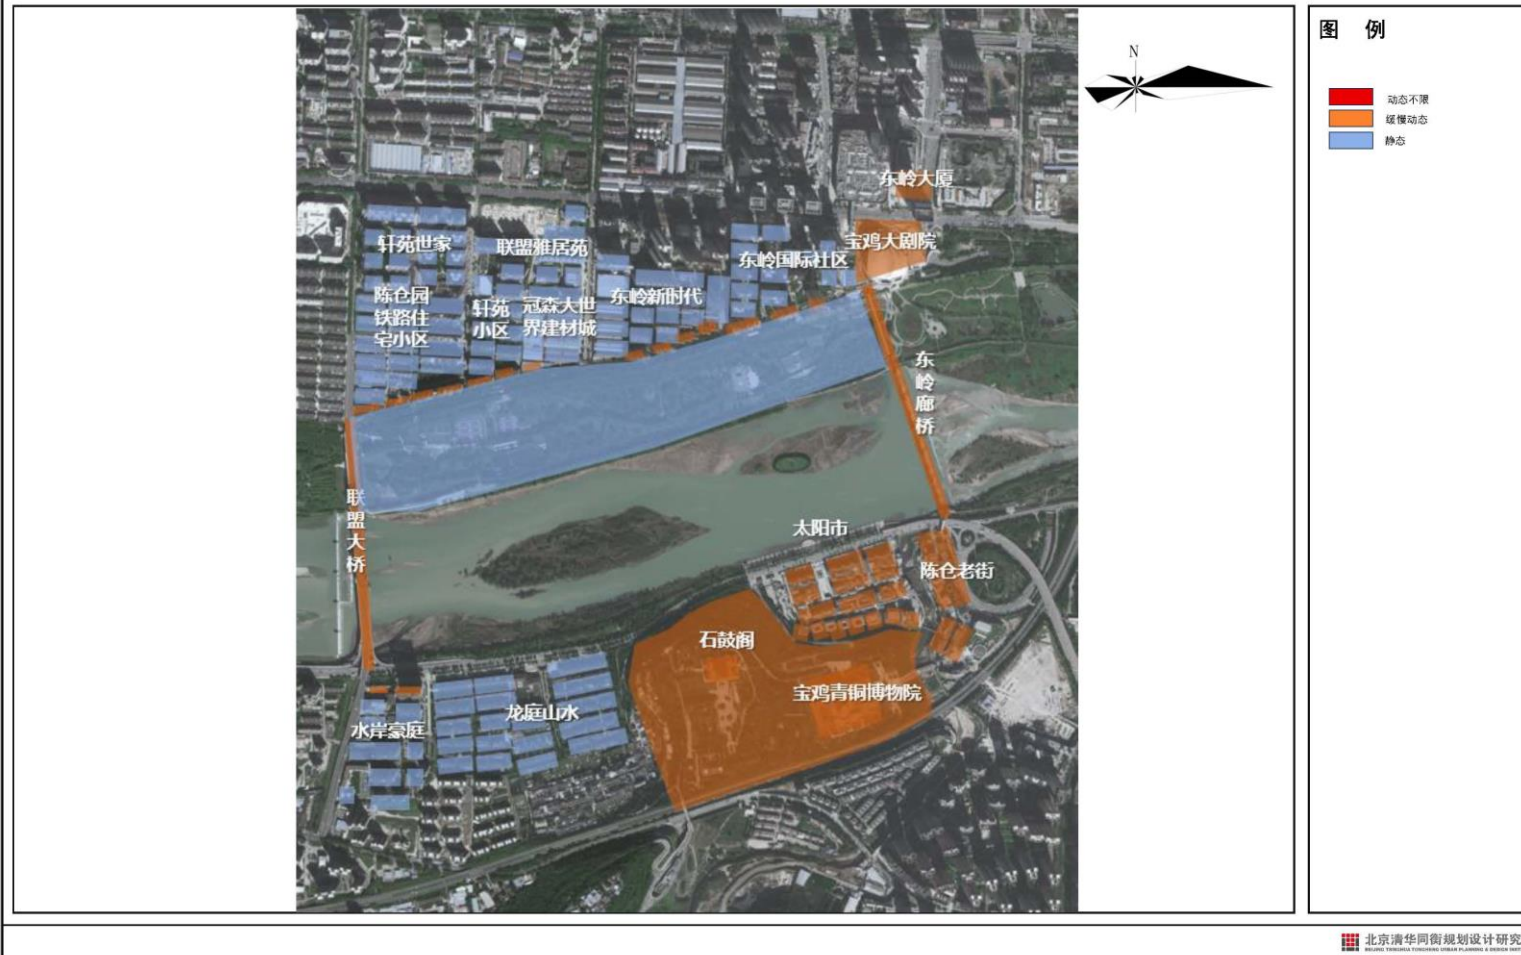 图 例
N
动态不限
缓慢动态
静态
东岭大厦
宝鸡大剧院
轩苑世家
联盟雅居苑
东岭国际社区
陈仓园
铁路住
宅小区
轩苑
小区
冠森大世
界建材城
东岭新时代
东
岭
廊
桥
联
盟
大
桥
太阳市
陈仓老街
石鼓阁
宝鸡青铜博物院
龙庭山水
水岸豪庭
北京清华同衡规划设计研究